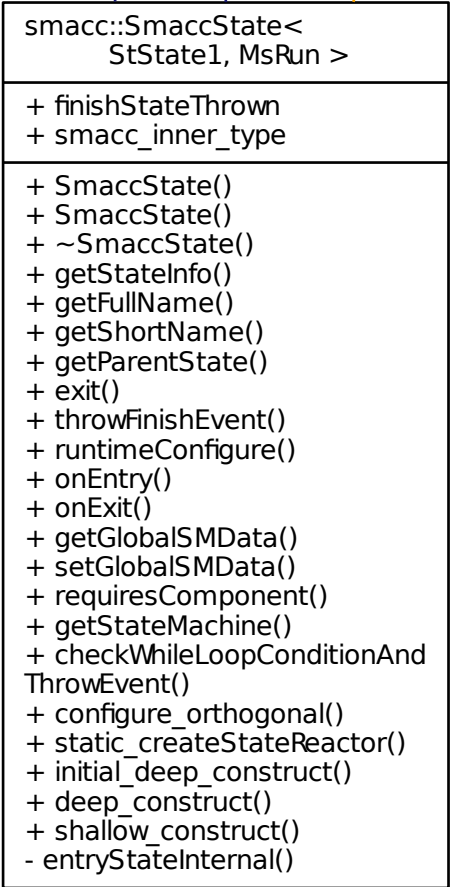 smacc::SmaccState<
StState1, MsRun >
+ finishStateThrown
+ smacc_inner_type
+ SmaccState()
+ SmaccState()
+ ~SmaccState()
+ getStateInfo()
+ getFullName()
+ getShortName()
+ getParentState()
+ exit()
+ throwFinishEvent()
+ runtimeConfigure()
+ onEntry()
+ onExit()
+ getGlobalSMData()
+ setGlobalSMData()
+ requiresComponent()
+ getStateMachine()
+ checkWhileLoopConditionAnd
ThrowEvent()
+ configure_orthogonal()
+ static_createStateReactor()
+ initial_deep_construct()
+ deep_construct()
+ shallow_construct()
- entryStateInternal()